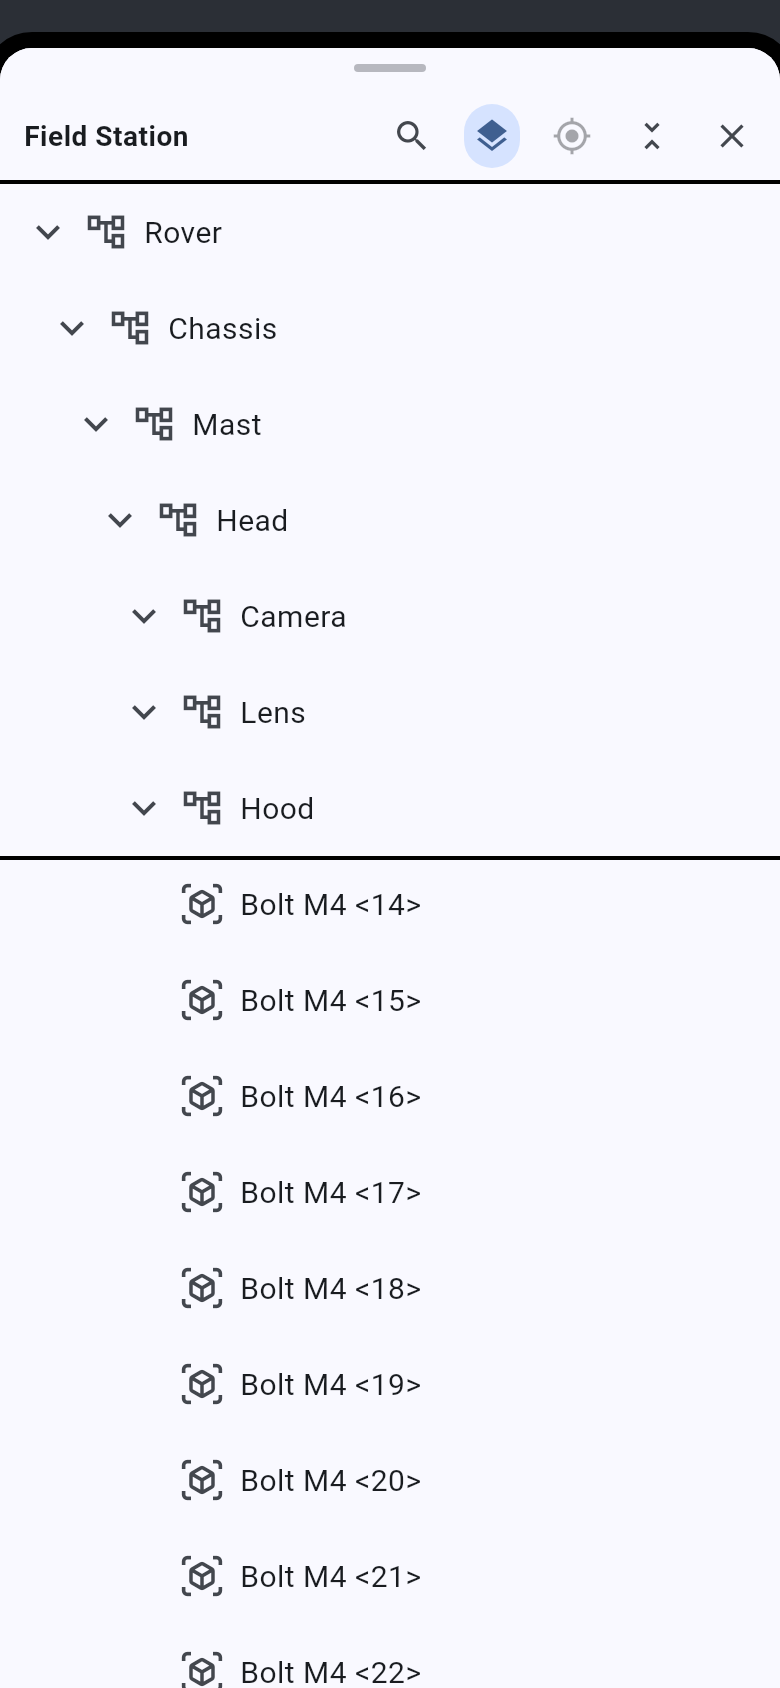 Field Station
Rover
Chassis
Mast
Head
Camera
Lens
Hood
Bolt M4 <14>
Bolt M4 <15>
Bolt M4 <16>
Bolt M4 <17>
Bolt M4 <18>
Bolt M4 <19>
Bolt M4 <20>
Bolt M4 <21>
Bolt M4 <22>